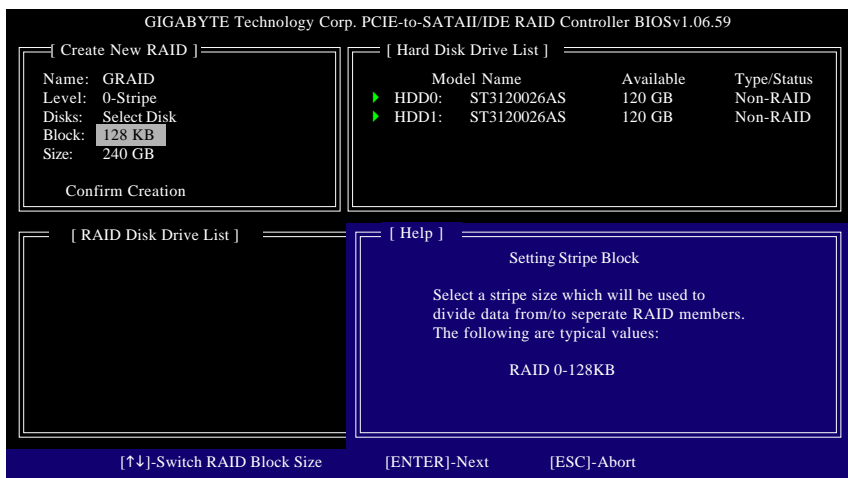 GIGABYTE Technology Corp. PCIE-to-SATAII/IDE RAID Controller BIOSv1.06.59
[ Create New RAID ]
Name: GRAID
Level: 0-Stripe
Disks: Select Disk
Block: 128 KB
Size: 240 GB
Confirm Creation
[ Hard Disk Drive List ]
Model Name Available Type/Status
HDD0: ST3120026AS 120 GB Non-RAID
HDD1: ST3120026AS 120 GB Non-RAID
[ RAID Disk Drive List ]
[ Help ]
Setting Stripe Block
Select a stripe size which will be used to
divide data from/to seperate RAID members.
The following are typical values:
RAID 0-128KB
[↑↓]-Switch RAID Block Size [ENTER]-Next [ESC]-Abort